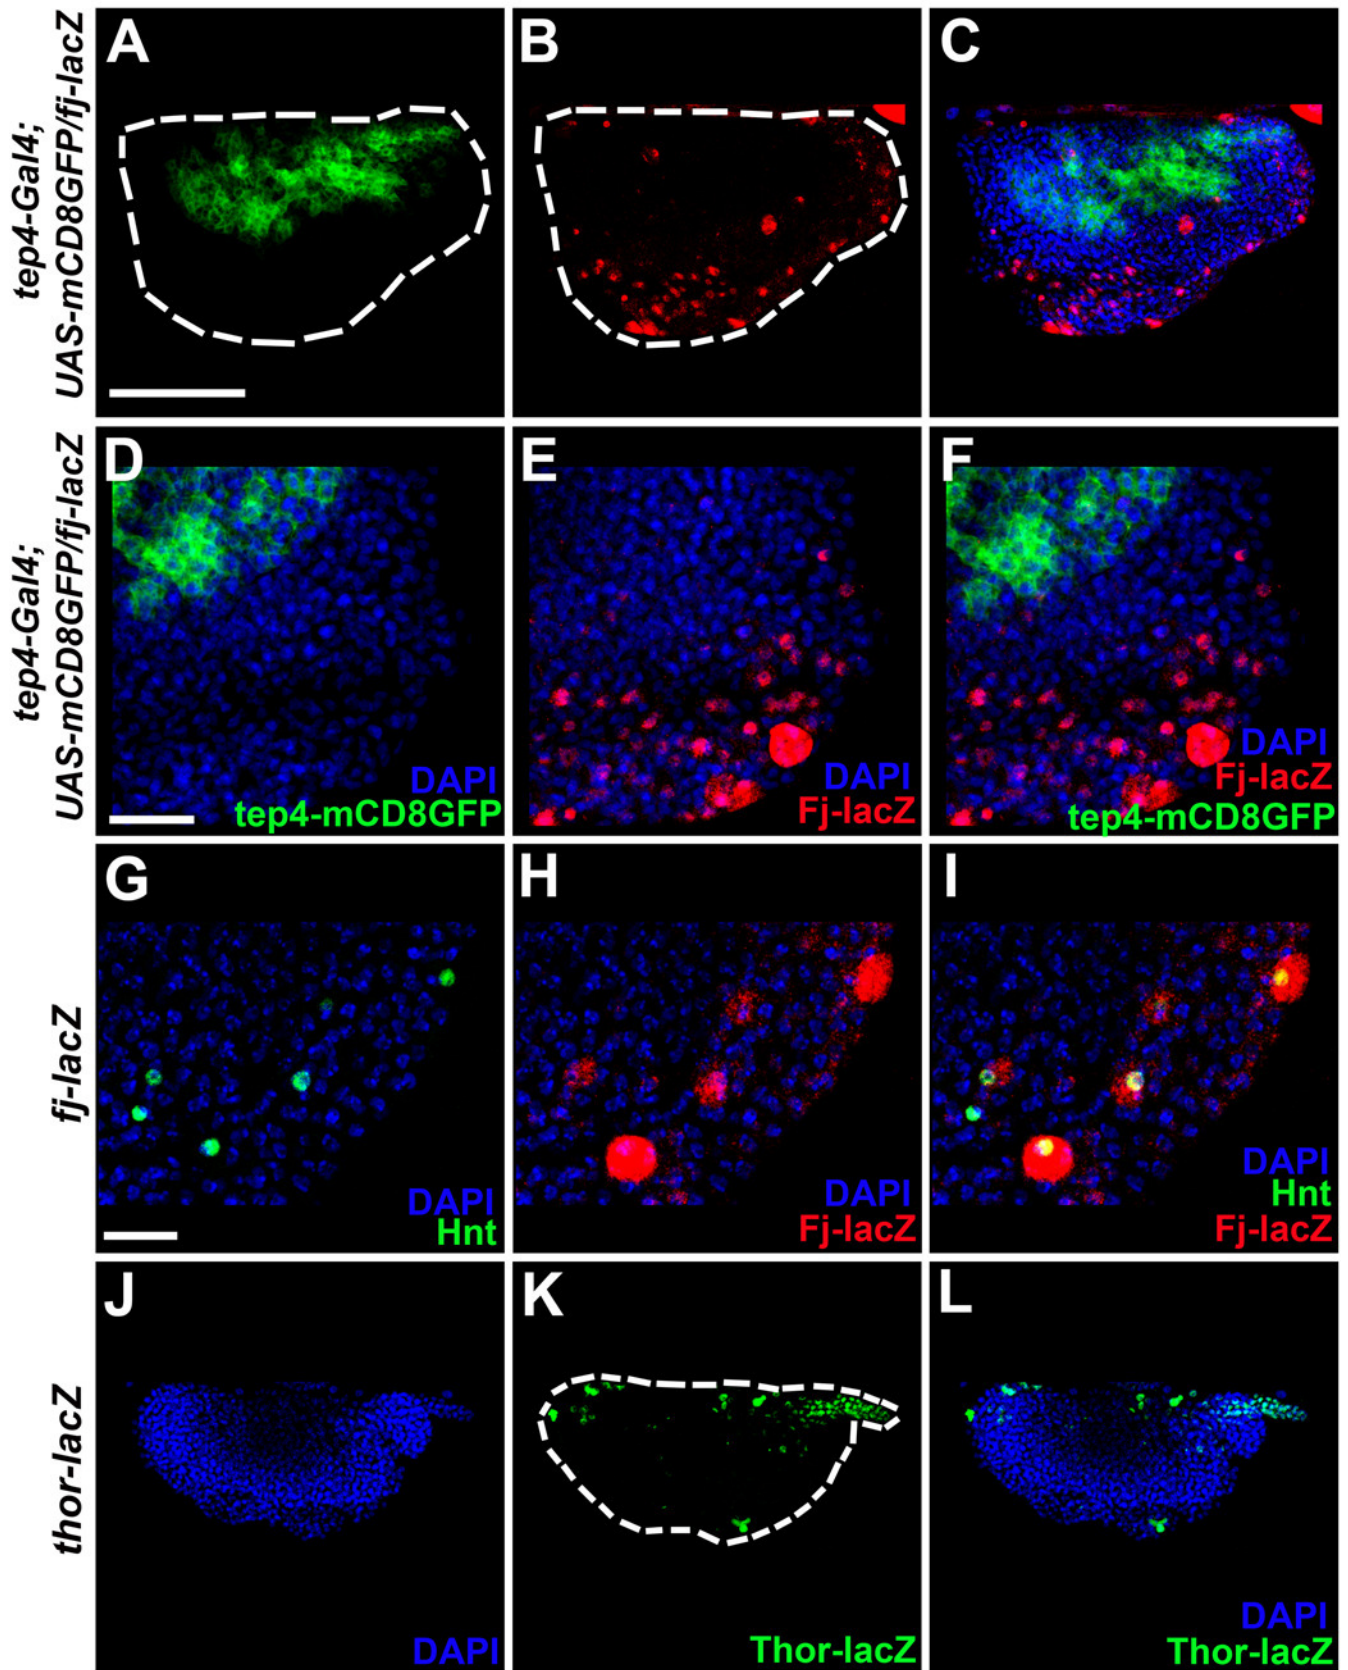 A
B
C
tep4-Gal4;
UAS-mCD8GFP/fj-lacZ
D
E
F
tep4-Gal4;
UAS-mCD8GFP/fj-lacZ
DAPI
tep4-mCD8GFP
DAPI
Fj-lacZ
DAPI
Fj-lacZ
tep4-mCD8GFP
G
H
I
fj-lacZ
DAPI
Hnt
DAPI
Fj-lacZ
DAPI
Hnt
Fj-lacZ
J
K
L
thor-lacZ
DAPI
Thor-lacZ
DAPI
Thor-lacZ